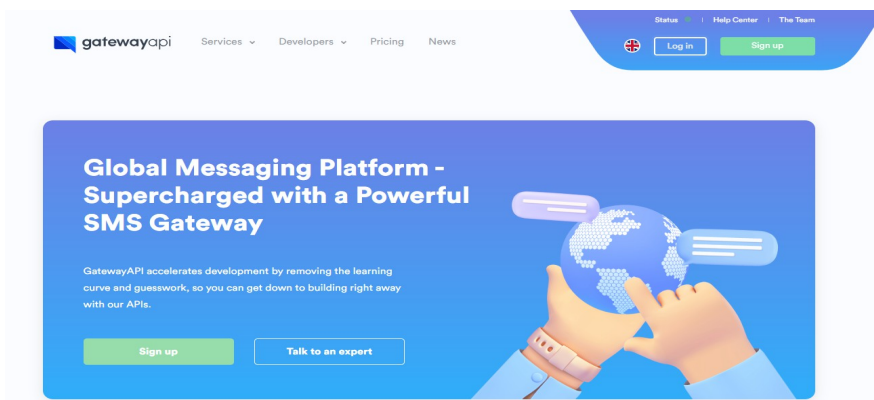 Status
Help Center
The Team
gatewayapi
Services
Developers
Pricing
News
Log in
Sign up
Global Messaging Platform -
Supercharged with a Powerful
SMS Gateway
GatewayAPI accelerates development by removing the learning
curve and guesswork, so you can get down to building right away
with our APIs.
Sign up
Talk to an expert